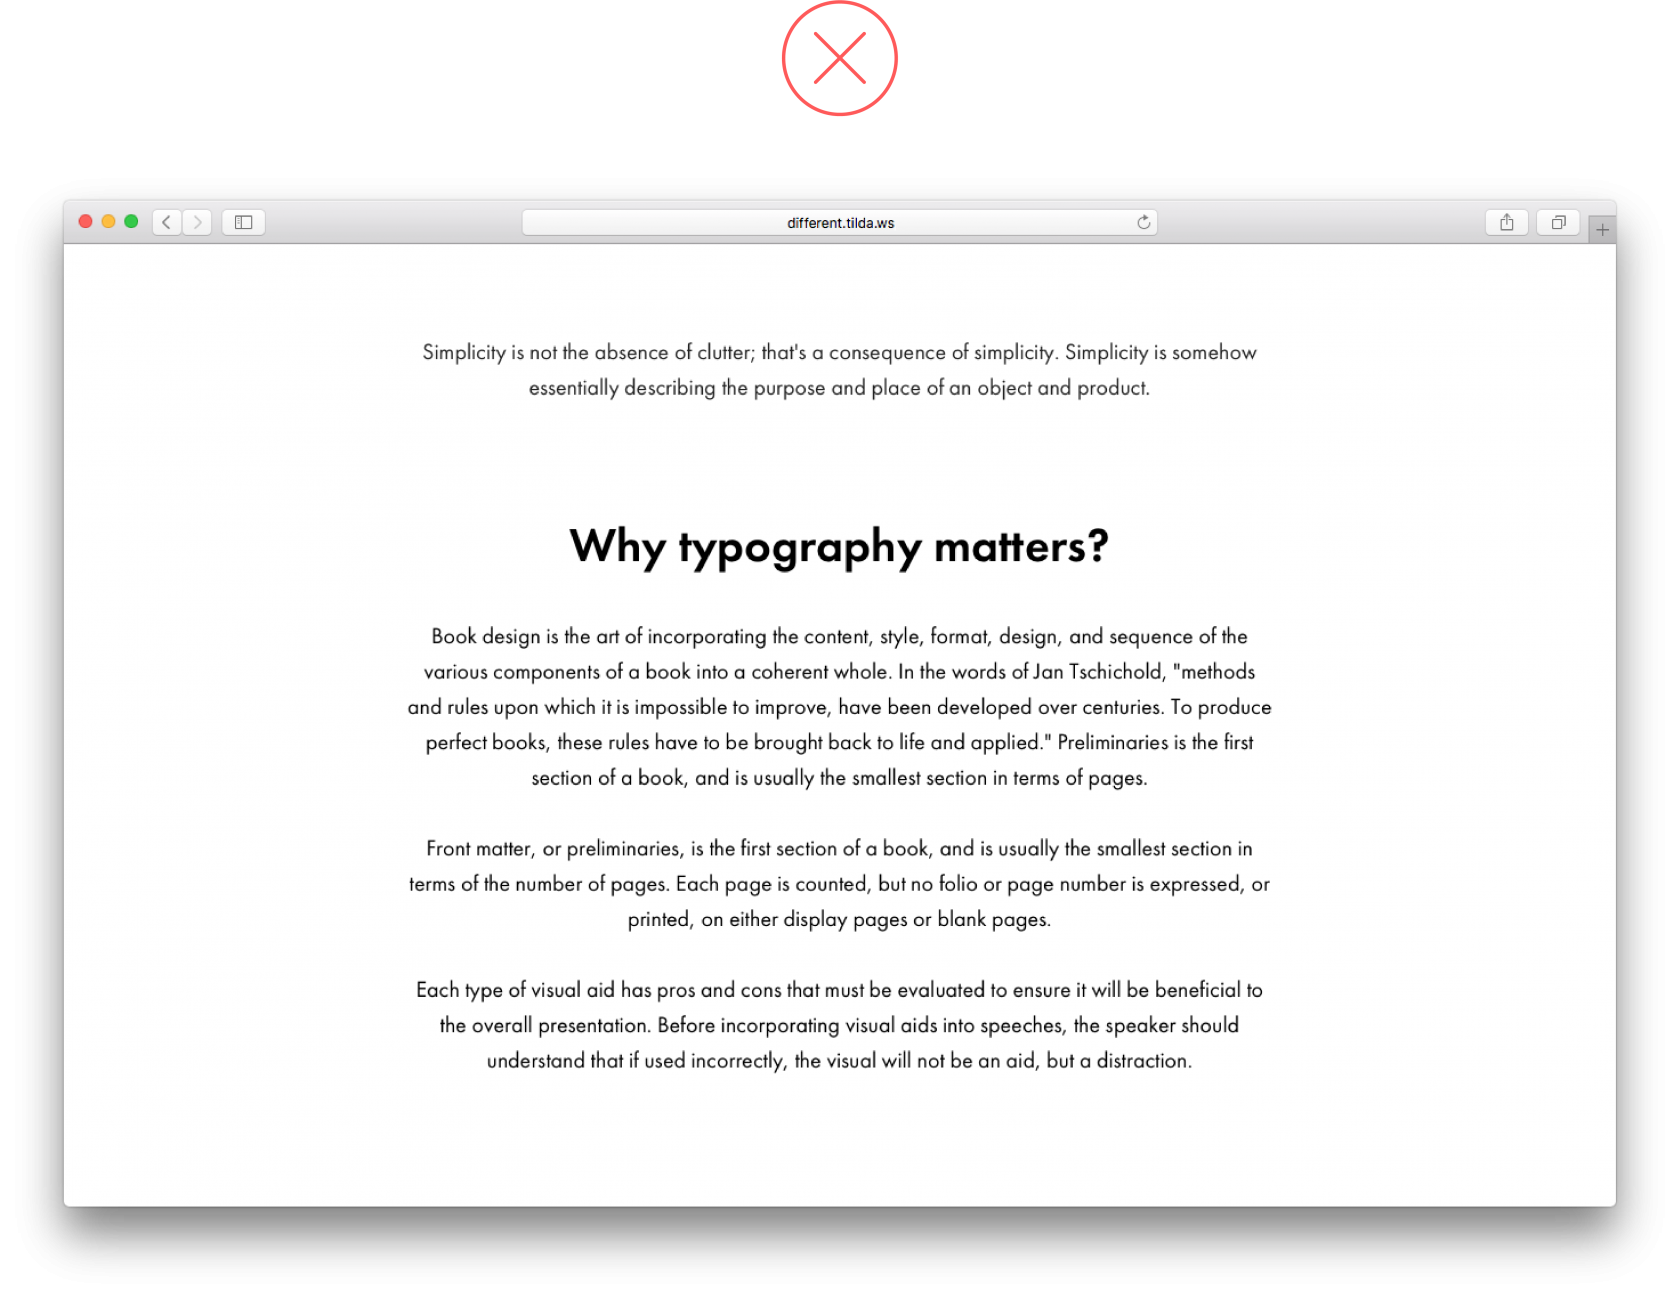 different.tilda.ws
Simplicity is not the absence of clutter; that's a consequence of simplicity. Simplicity is somehow
essentially describing the purpose and place of an object and product.
Why typography matters?
Book design is the art of incorporating the content, style, format, design, and sequence of the
various components of a book into a coherent whole. In the words of Jan Tschichold, "methods
and rules upon which it is impossible to improve, have been developed over centuries. To produce
perfect books, these rules have to be brought back to life and applied." Preliminaries is the first
section of a book, and is usually the smallest section in terms of pages.
Front matter, or preliminaries, is the first section of a book, and is usually the smallest section in
terms of the number of pages. Each page is counted, but no folio or page number is expressed, or
printed, on either display pages or blank pages.
Each type of visual aid has pros and cons that must be evaluated to ensure it will be beneficial to
the overall presentation. Before incorporating visual aids into speeches, the speaker should
understand that if used incorrectly, the visual will not be an aid, but a distraction.